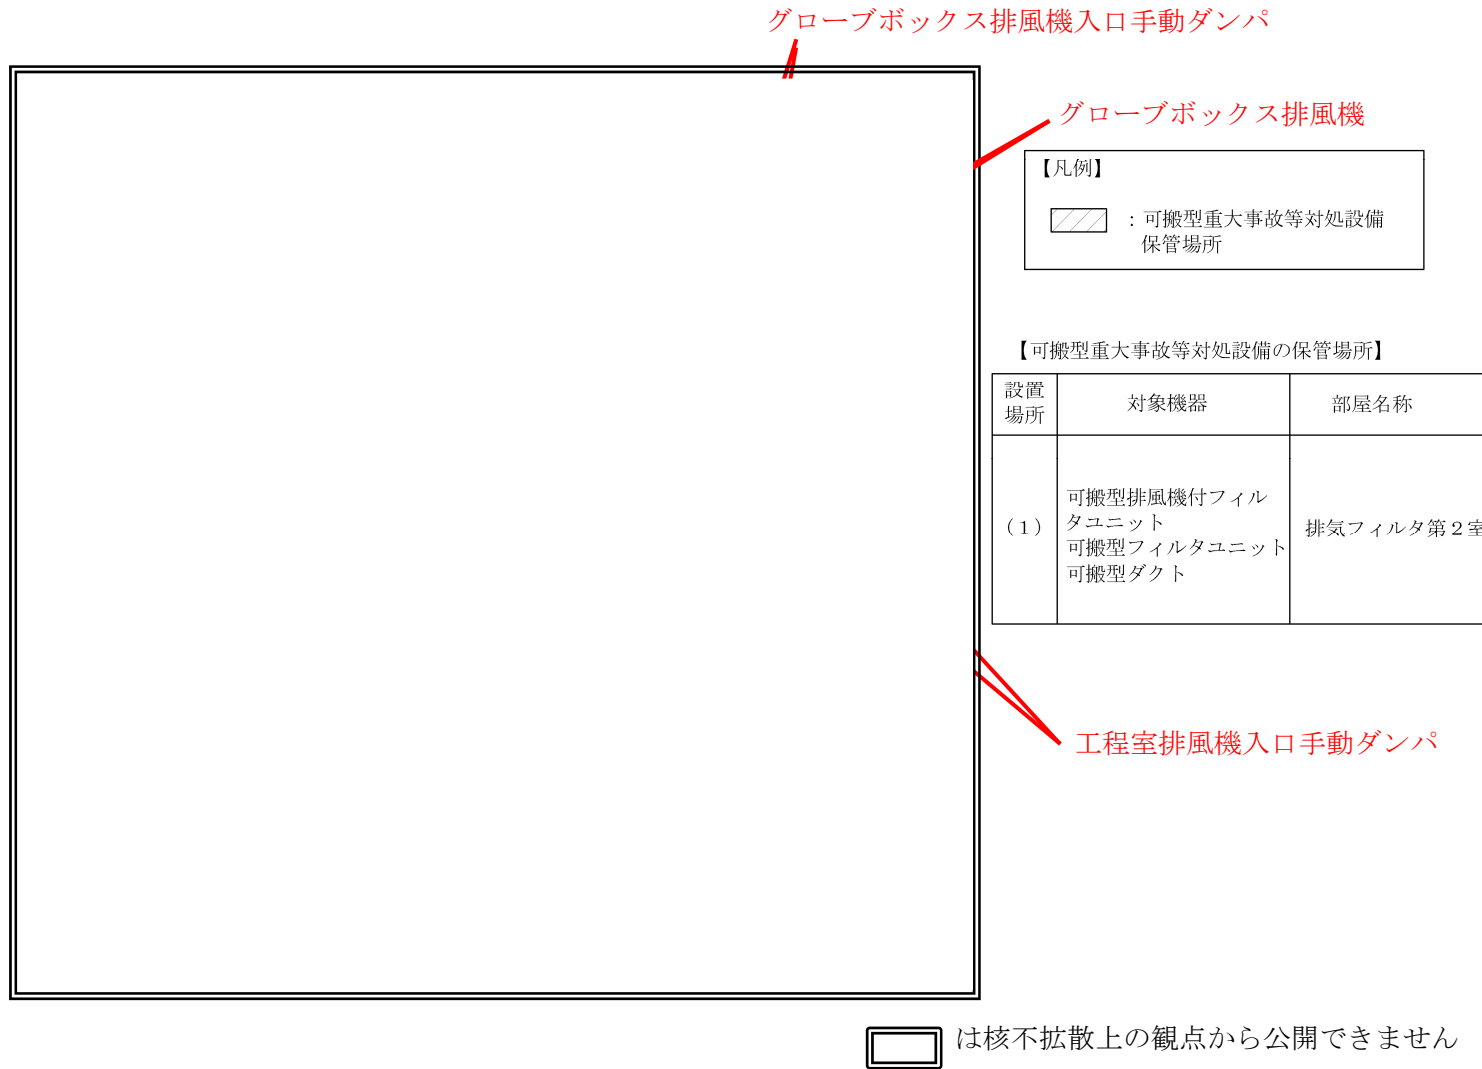 グローブボックス排風機入口手動ダンパ
グローブボックス排風機
【凡例】
：可搬型重大事故等対処設備
保管場所
【可搬型重大事故等対処設備の保管場所】
設置
場所
対象機器
部屋名称
（１）
可搬型排風機付フィル
タユニット
可搬型フィルタユニット
可搬型ダクト
排気フィルタ第２室
工程室排風機入口手動ダンパ
は核不拡散上の観点から公開できません